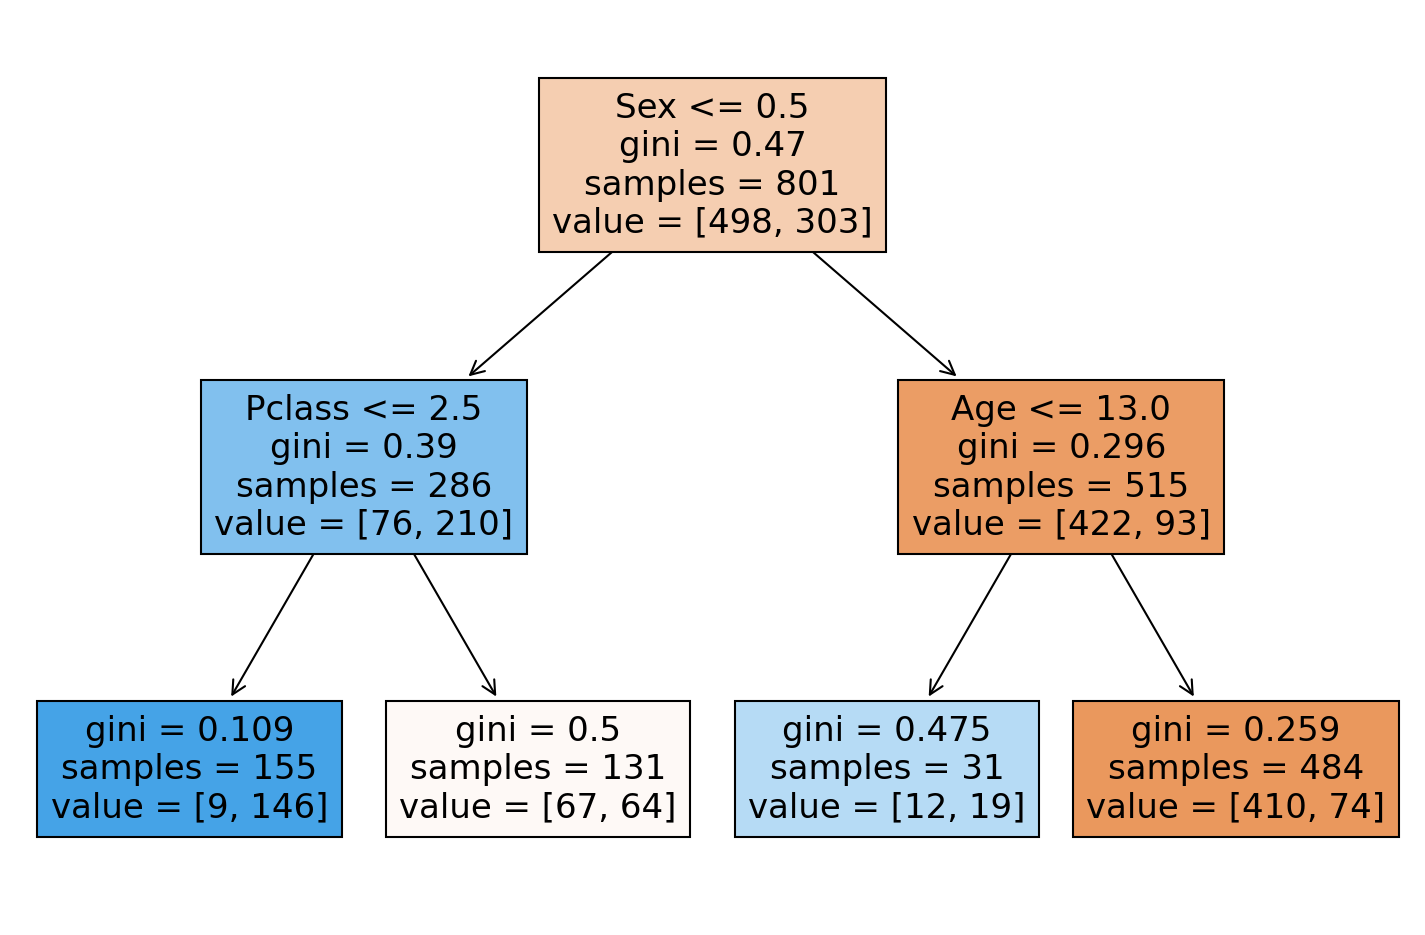 Sex <= 0.5
gini = 0.47
samples = 801
value = [498, 303]
Pclass <= 2.5
gini = 0.39
samples = 286
value = [76, 210]
Age <= 13.0
gini = 0.296
samples = 515
value = [422, 93]
gini = 0.109
samples = 155
value = [9, 146]
gini = 0.5
samples = 131
value = [67, 64]
gini = 0.475
samples = 31
value = [12, 19]
gini = 0.259
samples = 484
value = [410, 74]